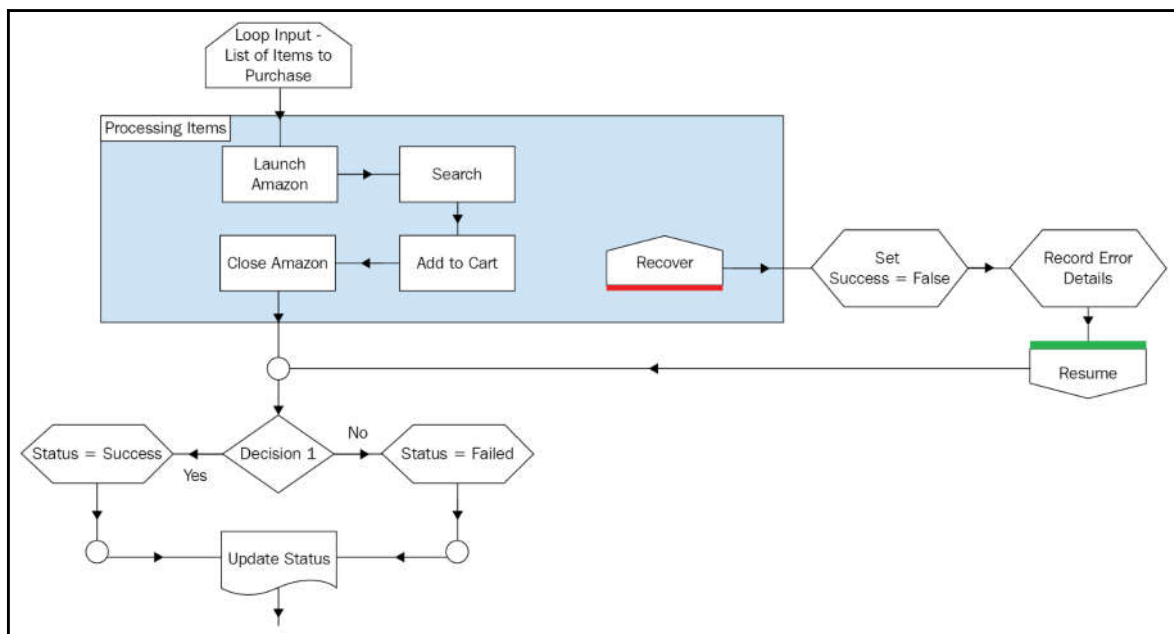 Loop Input -
List of Items to
Purchase
Processing Items
Launch
Amazon
Search
Close Amazon
Add to Cart
Recover
Set
Success = False
Record Error
Details
Resume
Status = Success
Yes
Decision 1
No
Status = Failed
Update Status